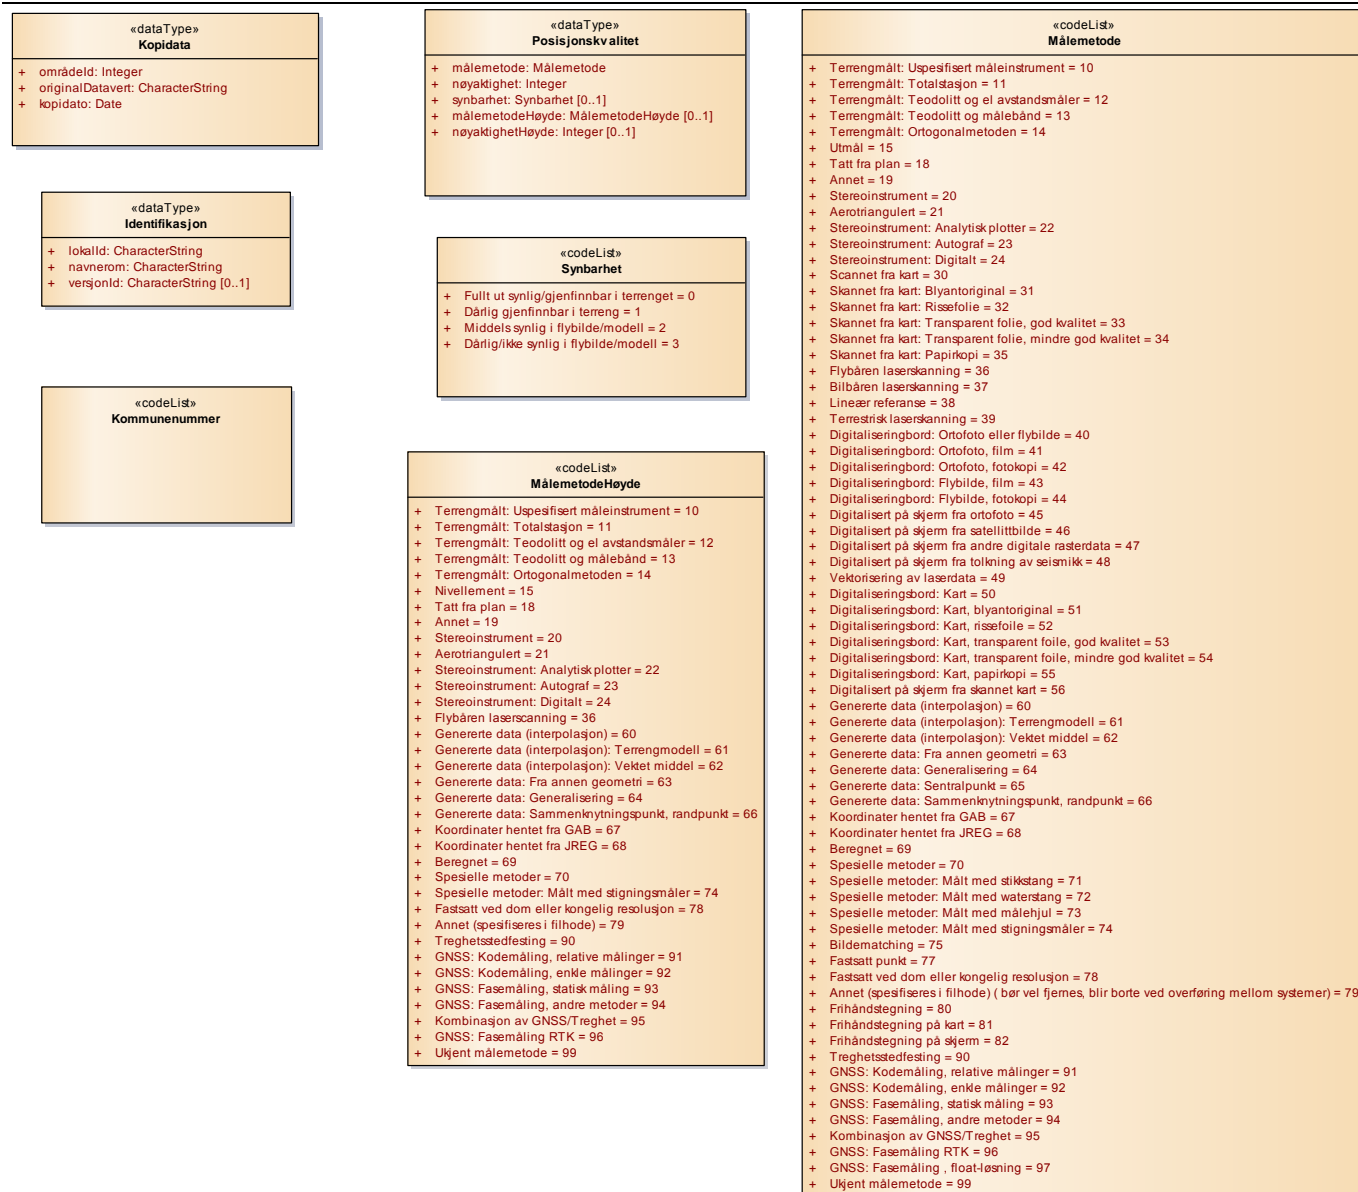 «dataType»
Kopidata
+ områdeId: Integer
+ originalDatavert: CharacterString
+ kopidato: Date
«dataType»
Identifikasjon
+ lokalId: CharacterString
+ navnerom: CharacterString
+ versjonId: CharacterString [0..1]
«codeList»
Kommunenummer
«dataType»
Posisjonskvalitet
+ målemetode: Målemetode
+ nøyaktighet: Integer
+ synbarhet: Synbarhet [0..1]
+ målemetodeHøyde: MålemetodeHøyde [0..1]
+ nøyaktighetHøyde: Integer [0..1]
«codeList»
Synbarhet
+ Fullt ut synlig/gjenfinnbar i terrenget = 0
+ Dårlig gjenfinnbar i terreng = 1
+ Middels synlig i flybilde/modell = 2
+ Dårlig/ikke synlig i flybilde/modell = 3
«codeList»
MålemetodeHøyde
+ Terrengmålt: Uspesifisert måleinstrument = 10
+ Terrengmålt: Totalstasjon = 11
+ Terrengmålt: Teodolitt og el avstandsmåler = 12
+ Terrengmålt: Teodolitt og målebånd = 13
+ Terrengmålt: Ortogonalmetoden = 14
+ Nivellement = 15
+ Tatt fra plan = 18
+ Annet = 19
+ Stereoinstrument = 20
+ Aerotriangulert = 21
+ Stereoinstrument: Analytisk plotter = 22
+ Stereoinstrument: Autograf = 23
+ Stereoinstrument: Digitalt = 24
+ Flybåren laserscanning = 36
+ Genererte data (interpolasjon) = 60
+ Genererte data (interpolasjon): Terrengmodell = 61
+ Genererte data (interpolasjon): Vektet middel = 62
+ Genererte data: Fra annen geometri = 63
+ Genererte data: Generalisering = 64
+ Genererte data: Sammenknytningspunkt, randpunkt = 66
+ Koordinater hentet fra GAB = 67
+ Koordinater hentet fra JREG = 68
+ Beregnet = 69
+ Spesielle metoder = 70
+ Spesielle metoder: Målt med stigningsmåler = 74
+ Fastsatt ved dom eller kongelig resolusjon = 78
+ Annet (spesifiseres i filhode) = 79
+ Treghetsstedfesting = 90
+ GNSS: Kodemåling, relative målinger = 91
+ GNSS: Kodemåling, enkle målinger = 92
+ GNSS: Fasemåling, statisk måling = 93
+ GNSS: Fasemåling, andre metoder = 94
+ Kombinasjon av GNSS/Treghet = 95
+ GNSS: Fasemåling RTK = 96
+ Ukjent målemetode = 99
«codeList»
Målemetode
+ Terrengmålt: Uspesifisert måleinstrument = 10
+ Terrengmålt: Totalstasjon = 11
+ Terrengmålt: Teodolitt og el avstandsmåler = 12
+ Terrengmålt: Teodolitt og målebånd = 13
+ Terrengmålt: Ortogonalmetoden = 14
+ Utmål = 15
+ Tatt fra plan = 18
+ Annet = 19
+ Stereoinstrument = 20
+ Aerotriangulert = 21
+ Stereoinstrument: Analytisk plotter = 22
+ Stereoinstrument: Autograf = 23
+ Stereoinstrument: Digitalt = 24
+ Scannet fra kart = 30
+ Skannet fra kart: Blyantoriginal = 31
+ Skannet fra kart: Rissefolie = 32
+ Skannet fra kart: Transparent folie, god kvalitet = 33
+ Skannet fra kart: Transparent folie, mindre god kvalitet = 34
+ Skannet fra kart: Papirkopi = 35
+ Flybåren laserskanning = 36
+ Bilbåren laserskanning = 37
+ Lineær referanse = 38
+ Terrestrisk laserskanning = 39
+ Digitaliseringbord: Ortofoto eller flybilde = 40
+ Digitaliseringbord: Ortofoto, film = 41
+ Digitaliseringbord: Ortofoto, fotokopi = 42
+ Digitaliseringbord: Flybilde, film = 43
+ Digitaliseringbord: Flybilde, fotokopi = 44
+ Digitalisert på skjerm fra ortofoto = 45
+ Digitalisert på skjerm fra satellittbilde = 46
+ Digitalisert på skjerm fra andre digitale rasterdata = 47
+ Digitalisert på skjerm fra tolkning av seismikk = 48
+ Vektorisering av laserdata = 49
+ Digitaliseringsbord: Kart = 50
+ Digitaliseringsbord: Kart, blyantoriginal = 51
+ Digitaliseringsbord: Kart, rissefoile = 52
+ Digitaliseringsbord: Kart, transparent foile, god kvalitet = 53
+ Digitaliseringsbord: Kart, transparent foile, mindre god kvalitet = 54
+ Digitaliseringsbord: Kart, papirkopi = 55
+ Digitalisert på skjerm fra skannet kart = 56
+ Genererte data (interpolasjon) = 60
+ Genererte data (interpolasjon): Terrengmodell = 61
+ Genererte data (interpolasjon): Vektet middel = 62
+ Genererte data: Fra annen geometri = 63
+ Genererte data: Generalisering = 64
+ Genererte data: Sentralpunkt = 65
+ Genererte data: Sammenknytningspunkt, randpunkt = 66
+ Koordinater hentet fra GAB = 67
+ Koordinater hentet fra JREG = 68
+ Beregnet = 69
+ Spesielle metoder = 70
+ Spesielle metoder: Målt med stikkstang = 71
+ Spesielle metoder: Målt med waterstang = 72
+ Spesielle metoder: Målt med målehjul = 73
+ Spesielle metoder: Målt med stigningsmåler = 74
+ Bildematching = 75
+ Fastsatt punkt = 77
+ Fastsatt ved dom eller kongelig resolusjon = 78
+ Annet (spesifiseres i filhode) ( bør vel fjernes, blir borte ved overføring mellom systemer) = 79
+ Frihåndstegning = 80
+ Frihåndstegning på kart = 81
+ Frihåndstegning på skjerm = 82
+ Treghetsstedfesting = 90
+ GNSS: Kodemåling, relative målinger = 91
+ GNSS: Kodemåling, enkle målinger = 92
+ GNSS: Fasemåling, statisk måling = 93
+ GNSS: Fasemåling, andre metoder = 94
+ Kombinasjon av GNSS/Treghet = 95
+ GNSS: Fasemåling RTK = 96
+ GNSS: Fasemåling , float-løsning = 97
+ Ukjent målemetode = 99